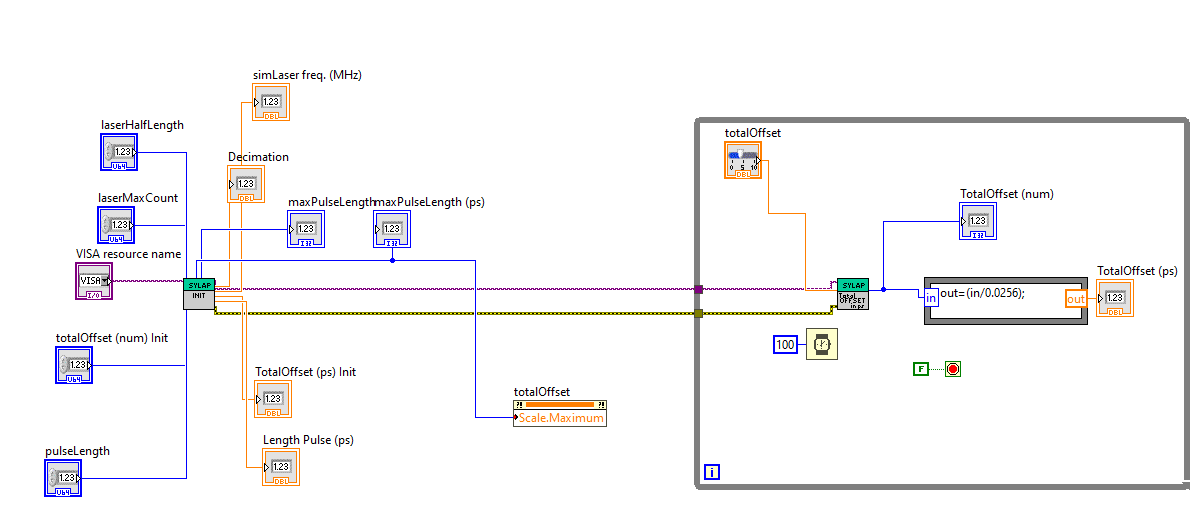 simLaser freq. (MHz)
1.23
DBL
laserHalfLength
1.23
U64
Decimation
1.23
DBL
laserMaxCount
1.23
U64
maxPulseLength
1.23
I32
maxPulseLength (ps)
1.23
I32
VISA resource name
VISA
I/O
SYLAP
INIT
totalOffset (num) Init
1.23
U64
TotalOffset (ps) Init
1.23
DBL
pulseLength
1.23
U64
Length Pulse (ps)
1.23
DBL
totalOffset
?! ?!
Scale.Maximum
totalOffset
0 5 10
DBL
TotalOffset (num)
1.23
I32
SYLAP
Total
OFFSET
in ps
in
out=(in/0.0256);
out
TotalOffset (ps)
1.23
DBL
100
F
i